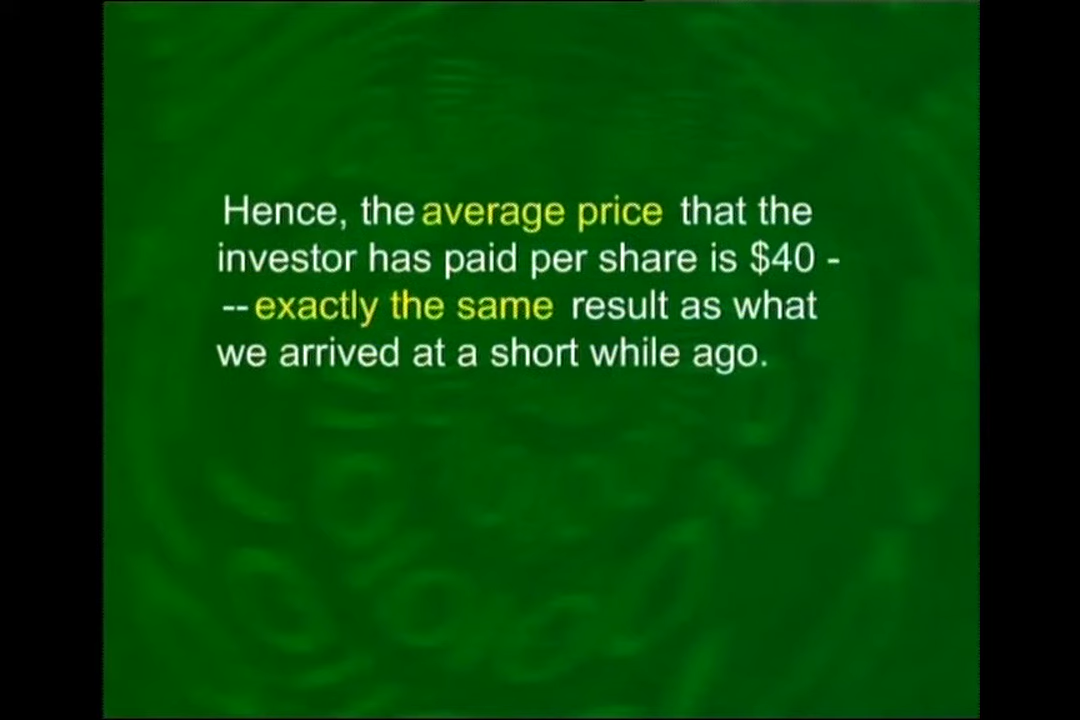 Hence, the average price that the
investor has paid per share is $40 -
-- exactly the same result as what
we arrived at a short while ago.